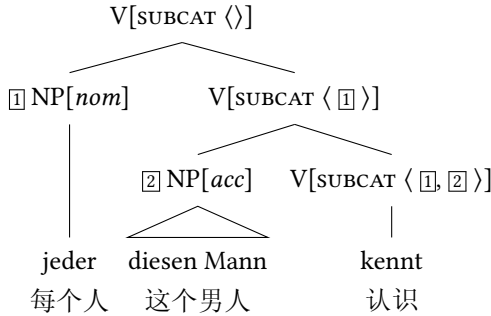 V[SUBCAT ⟨⟩]
[1] NP[nom] V[SUBCAT ⟨ [1] ⟩]
[2] NP[acc] V[SUBCAT ⟨ [1], [2] ⟩]
jeder diesen Mann kennt
每个人 这个男人 认识